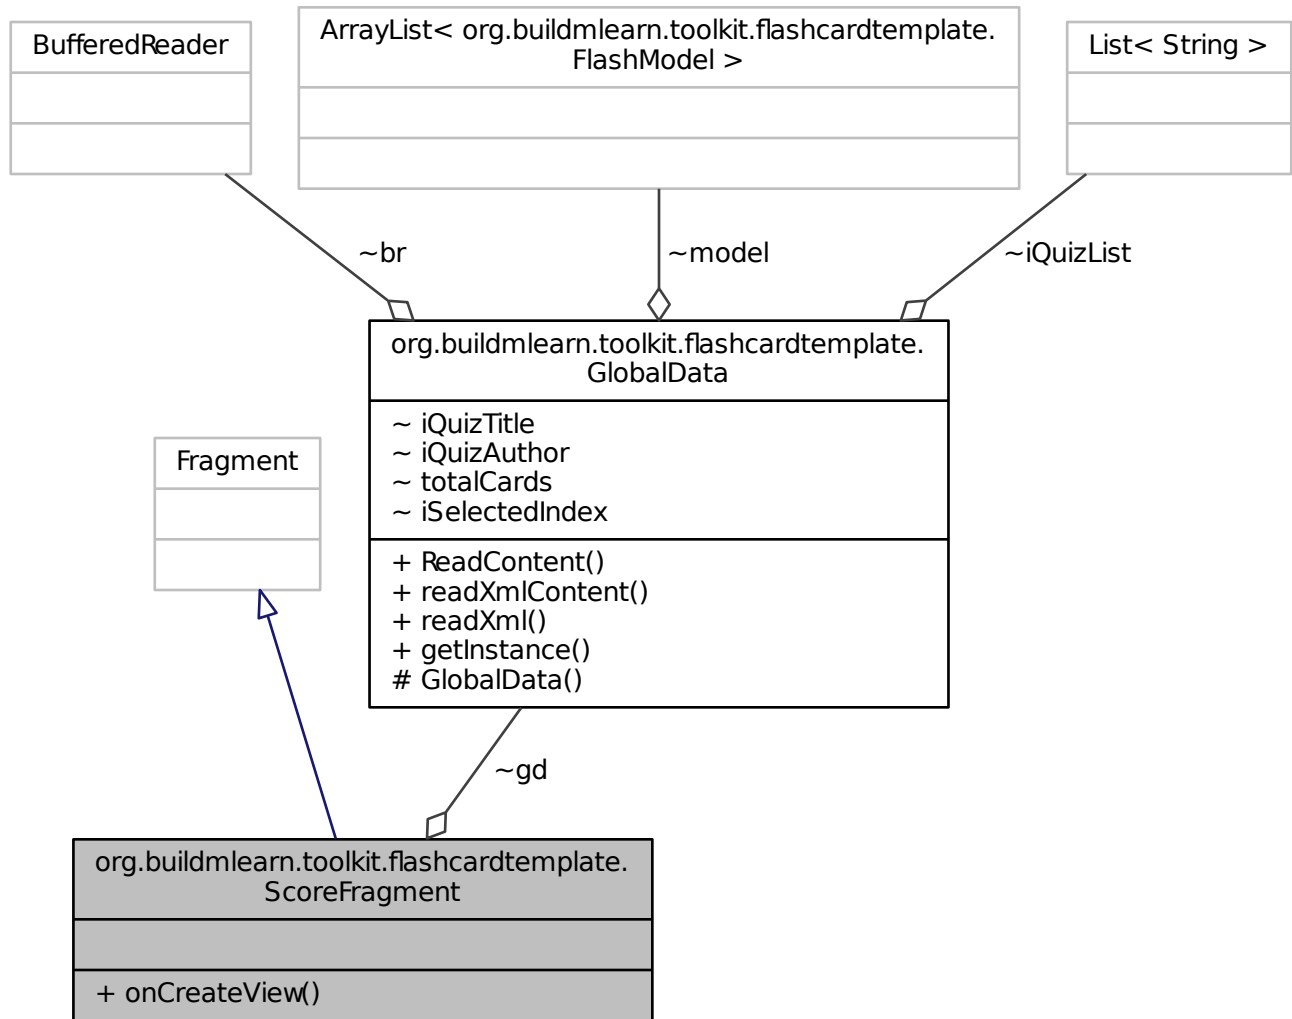 BufferedReader
ArrayList< org.buildmlearn.toolkit.flashcardtemplate.
FlashModel >
List< String >
~br
~model
~iQuizList
org.buildmlearn.toolkit.flashcardtemplate.
GlobalData
~ iQuizTitle
~ iQuizAuthor
~ totalCards
~ iSelectedIndex
+ ReadContent()
+ readXmlContent()
+ readXml()
+ getInstance()
# GlobalData()
Fragment
~gd
org.buildmlearn.toolkit.flashcardtemplate.
ScoreFragment
+ onCreateView()